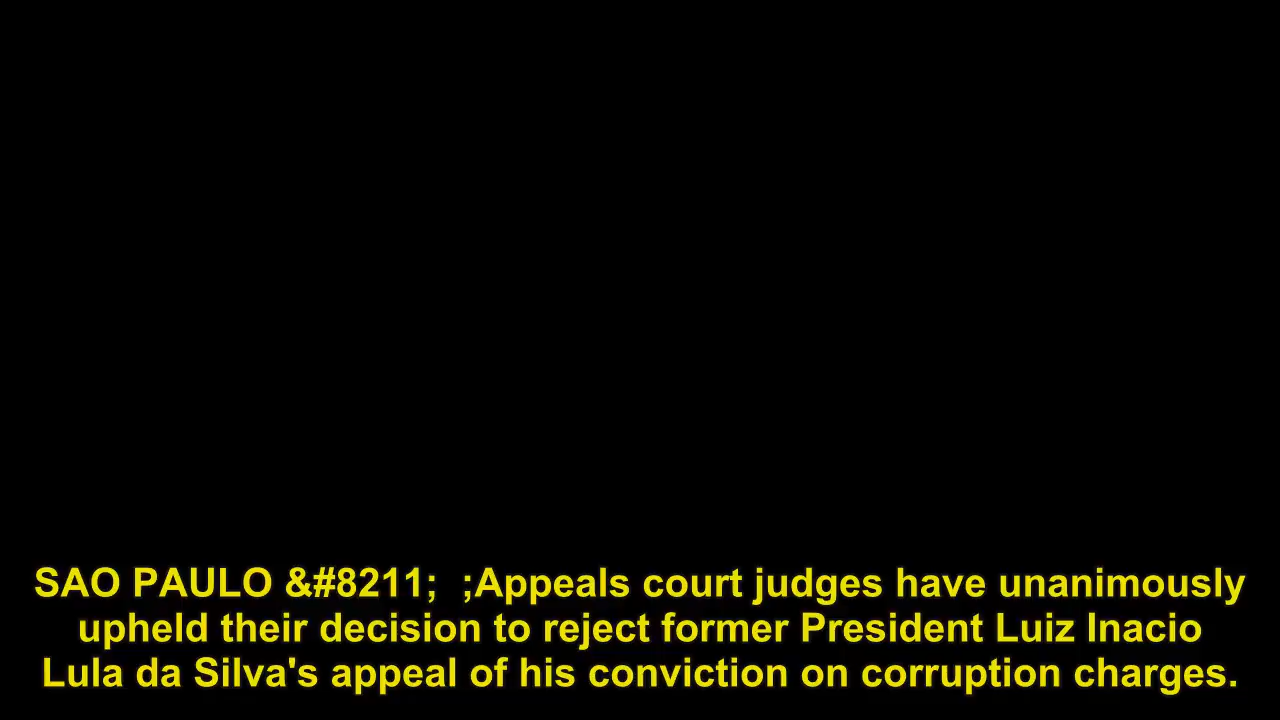 SAO PAULO &#8211;  ;Appeals court judges have unanimously
upheld their decision to reject former President Luiz Inacio
Lula da Silva's appeal of his conviction on corruption charges.